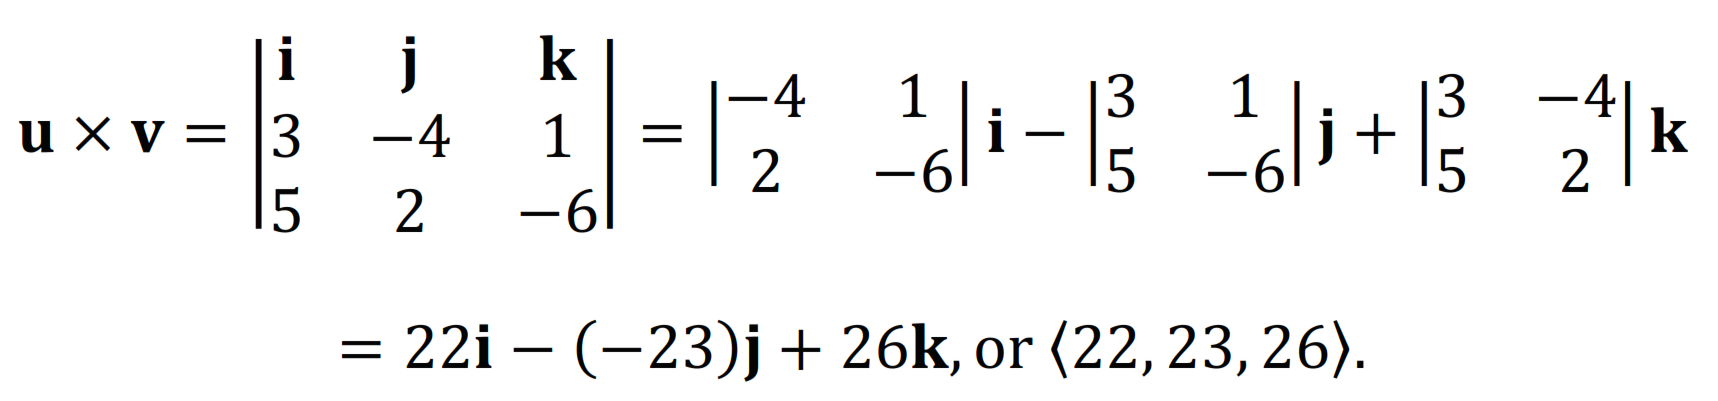 u × v = |i j k; 3 −4 1; 5 2 −6| = |−4 1; 2 −6| i − |3 1; 5 −6| j + |3 −4; 5 2| k
= 22i − (−23)j + 26k, or ⟨22, 23, 26⟩.